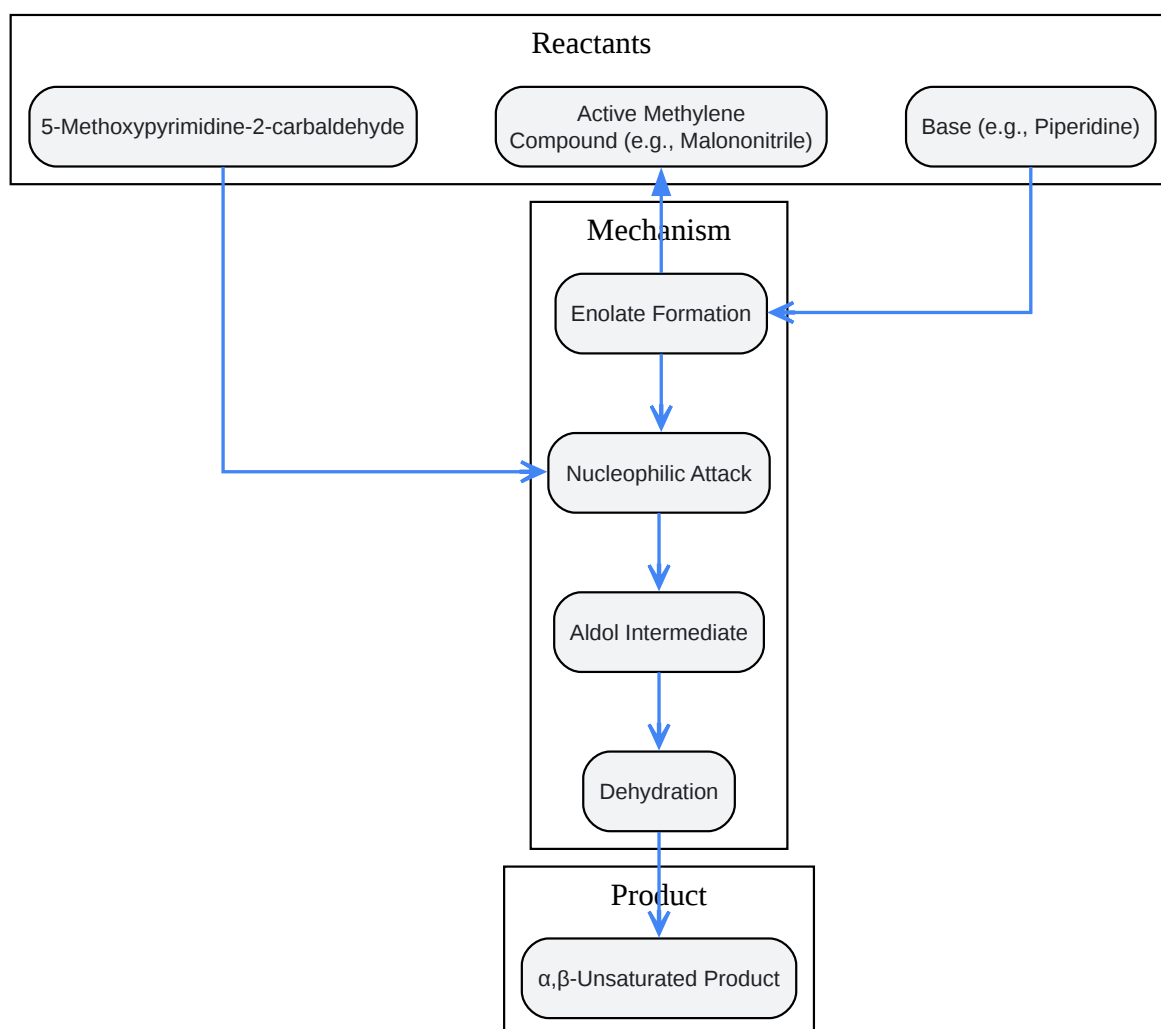 Reactants
5-Methoxypyrimidine-2-carbaldehyde
Active Methylene
Compound (e.g., Malononitrile)
Base (e.g., Piperidine)
Mechanism
Enolate Formation
Nucleophilic Attack
Aldol Intermediate
Dehydration
Product
α,β-Unsaturated Product